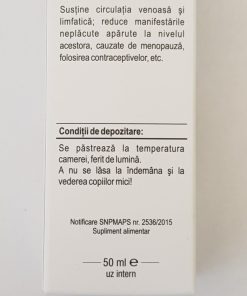 Susține circulația venoasă și
limfatică; reduce manifestările
neplăcute apărute la nivelul
acestora, cauzate de menopauză,
folosirea contraceptivelor, etc.
Condiții de depozitare:
Se păstrează la temperatura
camerei, ferit de lumină.
A nu se lăsa la îndemâna și la
vederea copiilor mici!
Notificare SNPMAPS nr. 2536/2015
Supliment alimentar
50 ml ℮
uz intern